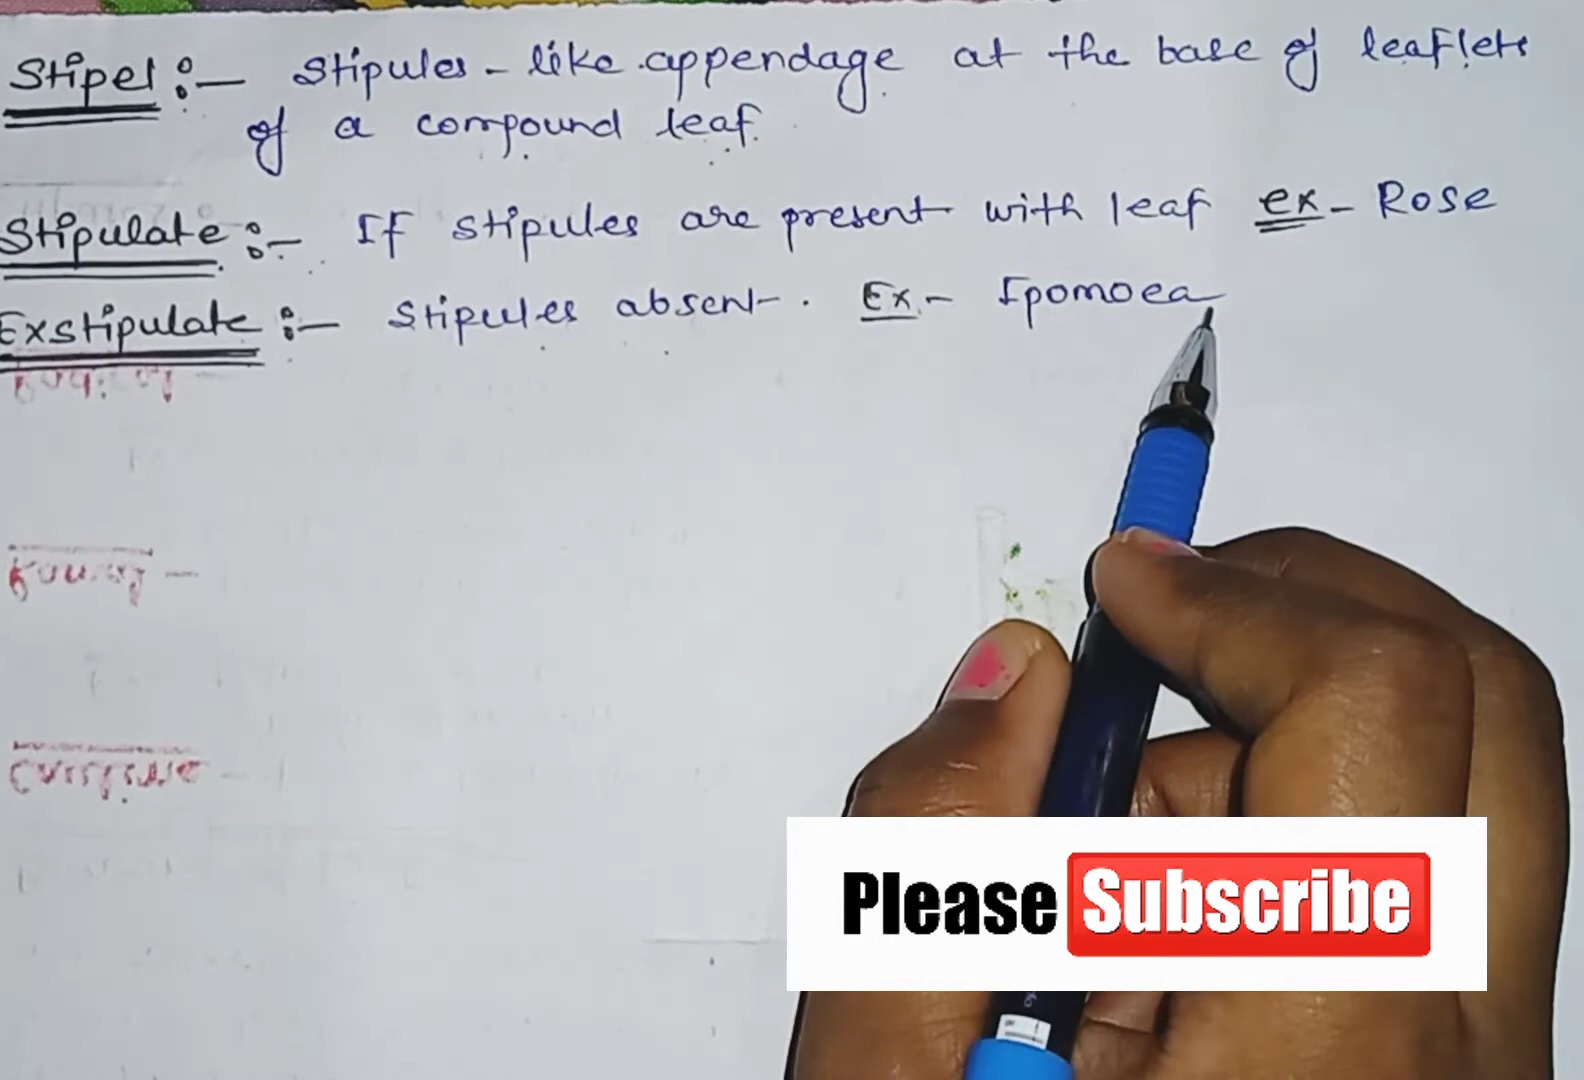 Stipel :- Stipules - like appendage at the base of leaflets
of a compound leaf.
Stipulate :- If stipules are present with leaf ex - Rose
Exstipulate :- Stipules absent. Ex - Ipomoea
Please Subscribe